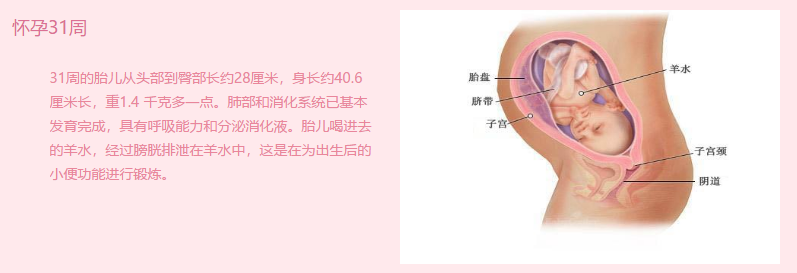 怀孕31周
31周的胎儿从头部到臀部长约28厘米，身长约40.6
厘米长，重1.4 千克多一点。肺部和消化系统已基本
发育完成，具有呼吸能力和分泌消化液。胎儿喝进去
的羊水，经过膀胱排泄在羊水中，这是在为出生后的
小便功能进行锻炼。
胎盘
脐带
子宫
羊水
子宫颈
阴道